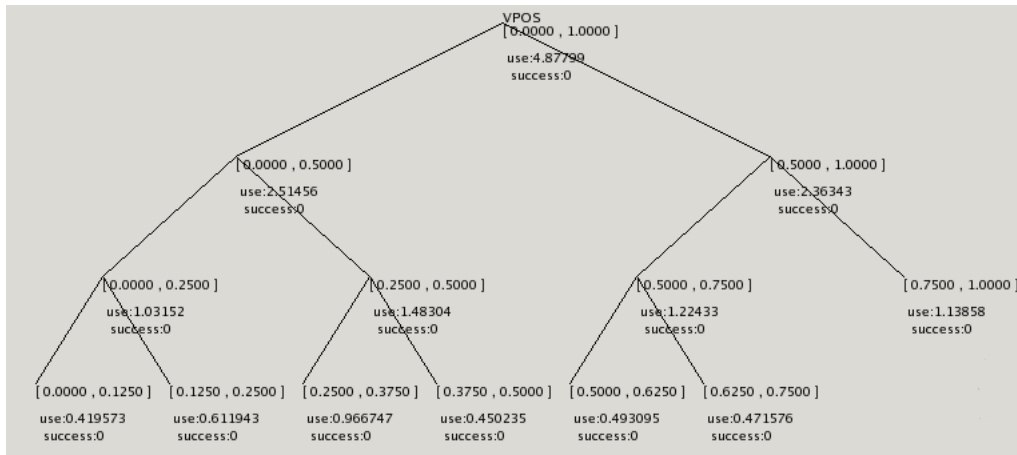 VPOS
[ 0.0000 , 1.0000 ]
use:4.87799
success:0
[ 0.0000 , 0.5000 ]
use:2.51456
success:0
[ 0.5000 , 1.0000 ]
use:2.36343
success:0
[ 0.0000 , 0.2500 ]
use:1.03152
success:0
[ 0.2500 , 0.5000 ]
use:1.48304
success:0
[ 0.5000 , 0.7500 ]
use:1.22433
success:0
[ 0.7500 , 1.0000 ]
use:1.13858
success:0
[ 0.0000 , 0.1250 ]
use:0.419573
success:0
[ 0.1250 , 0.2500 ]
use:0.611943
success:0
[ 0.2500 , 0.3750 ]
use:0.966747
success:0
[ 0.3750 , 0.5000 ]
use:0.450235
success:0
[ 0.5000 , 0.6250 ]
use:0.493095
success:0
[ 0.6250 , 0.7500 ]
use:0.471576
success:0